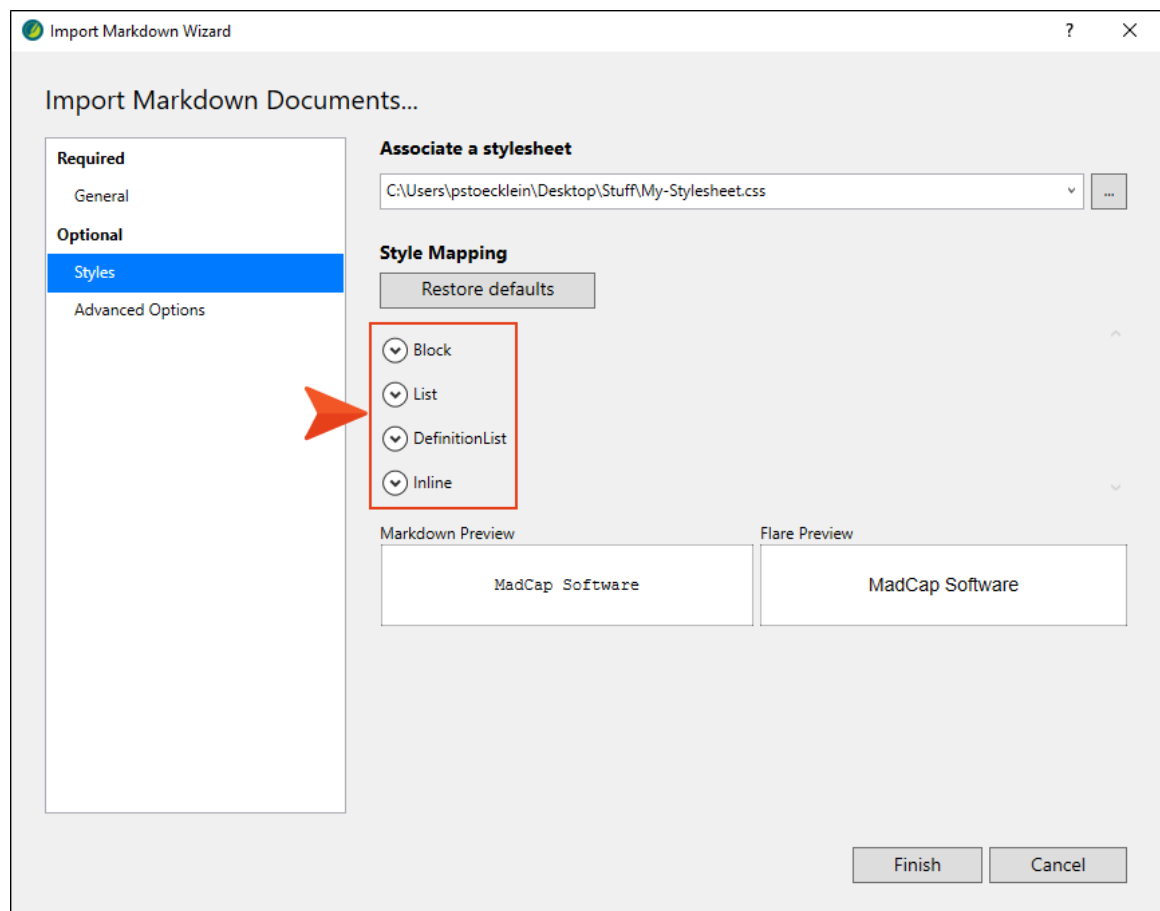 Import Markdown Wizard
?
Import Markdown Documents...
Required
General
Optional
Styles
Advanced Options
Associate a stylesheet
C:\Users\pstoecklein\Desktop\Stuff\My-Stylesheet.css
...
Style Mapping
Restore defaults
Block
List
DefinitionList
Inline
Markdown Preview
Flare Preview
MadCap Software
MadCap Software
Finish
Cancel